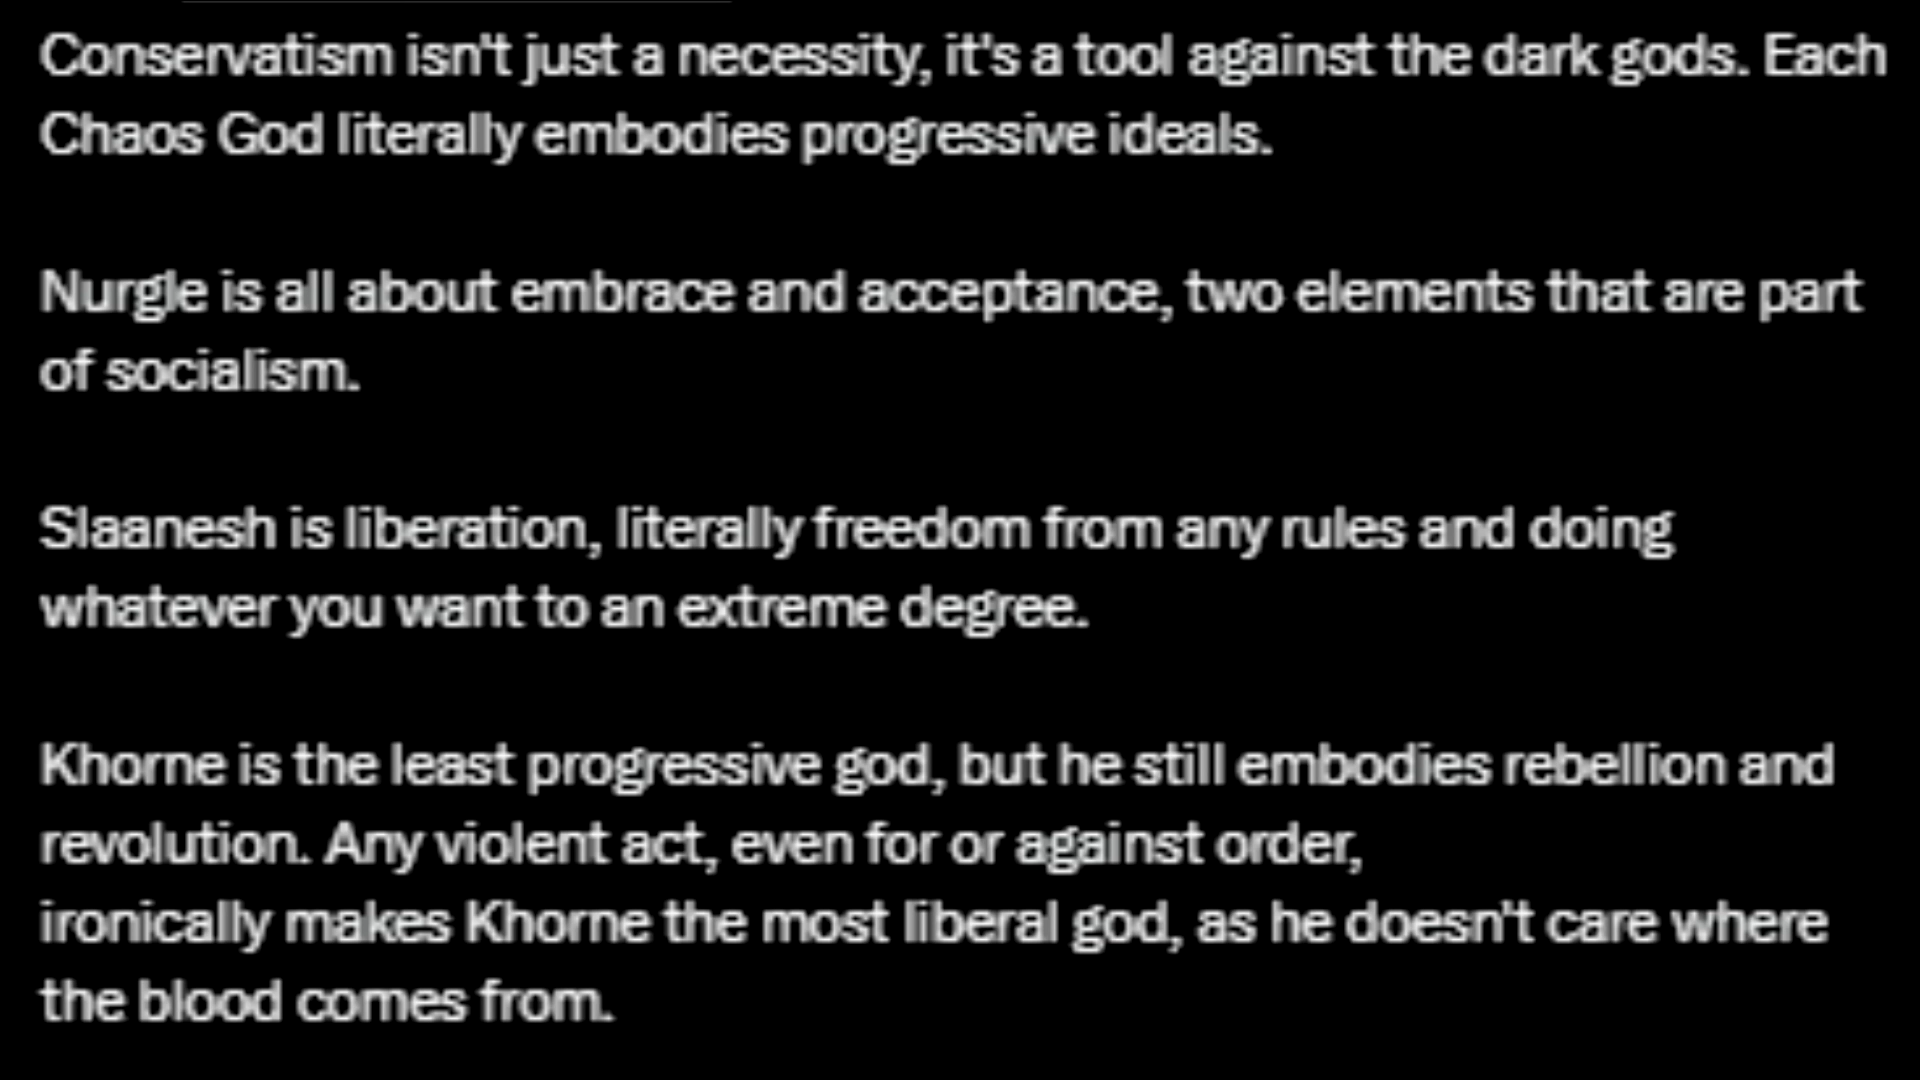 Conservatism isn't just a necessity, it's a tool against the dark gods. Each
Chaos God literally embodies progressive ideals.
Nurgle is all about embrace and acceptance, two elements that are part
of socialism.
Slaanesh is liberation, literally freedom from any rules and doing
whatever you want to an extreme degree.
Khorne is the least progressive god, but he still embodies rebellion and
revolution. Any violent act, even for or against order,
ironically makes Khorne the most liberal god, as he doesn't care where
the blood comes from.